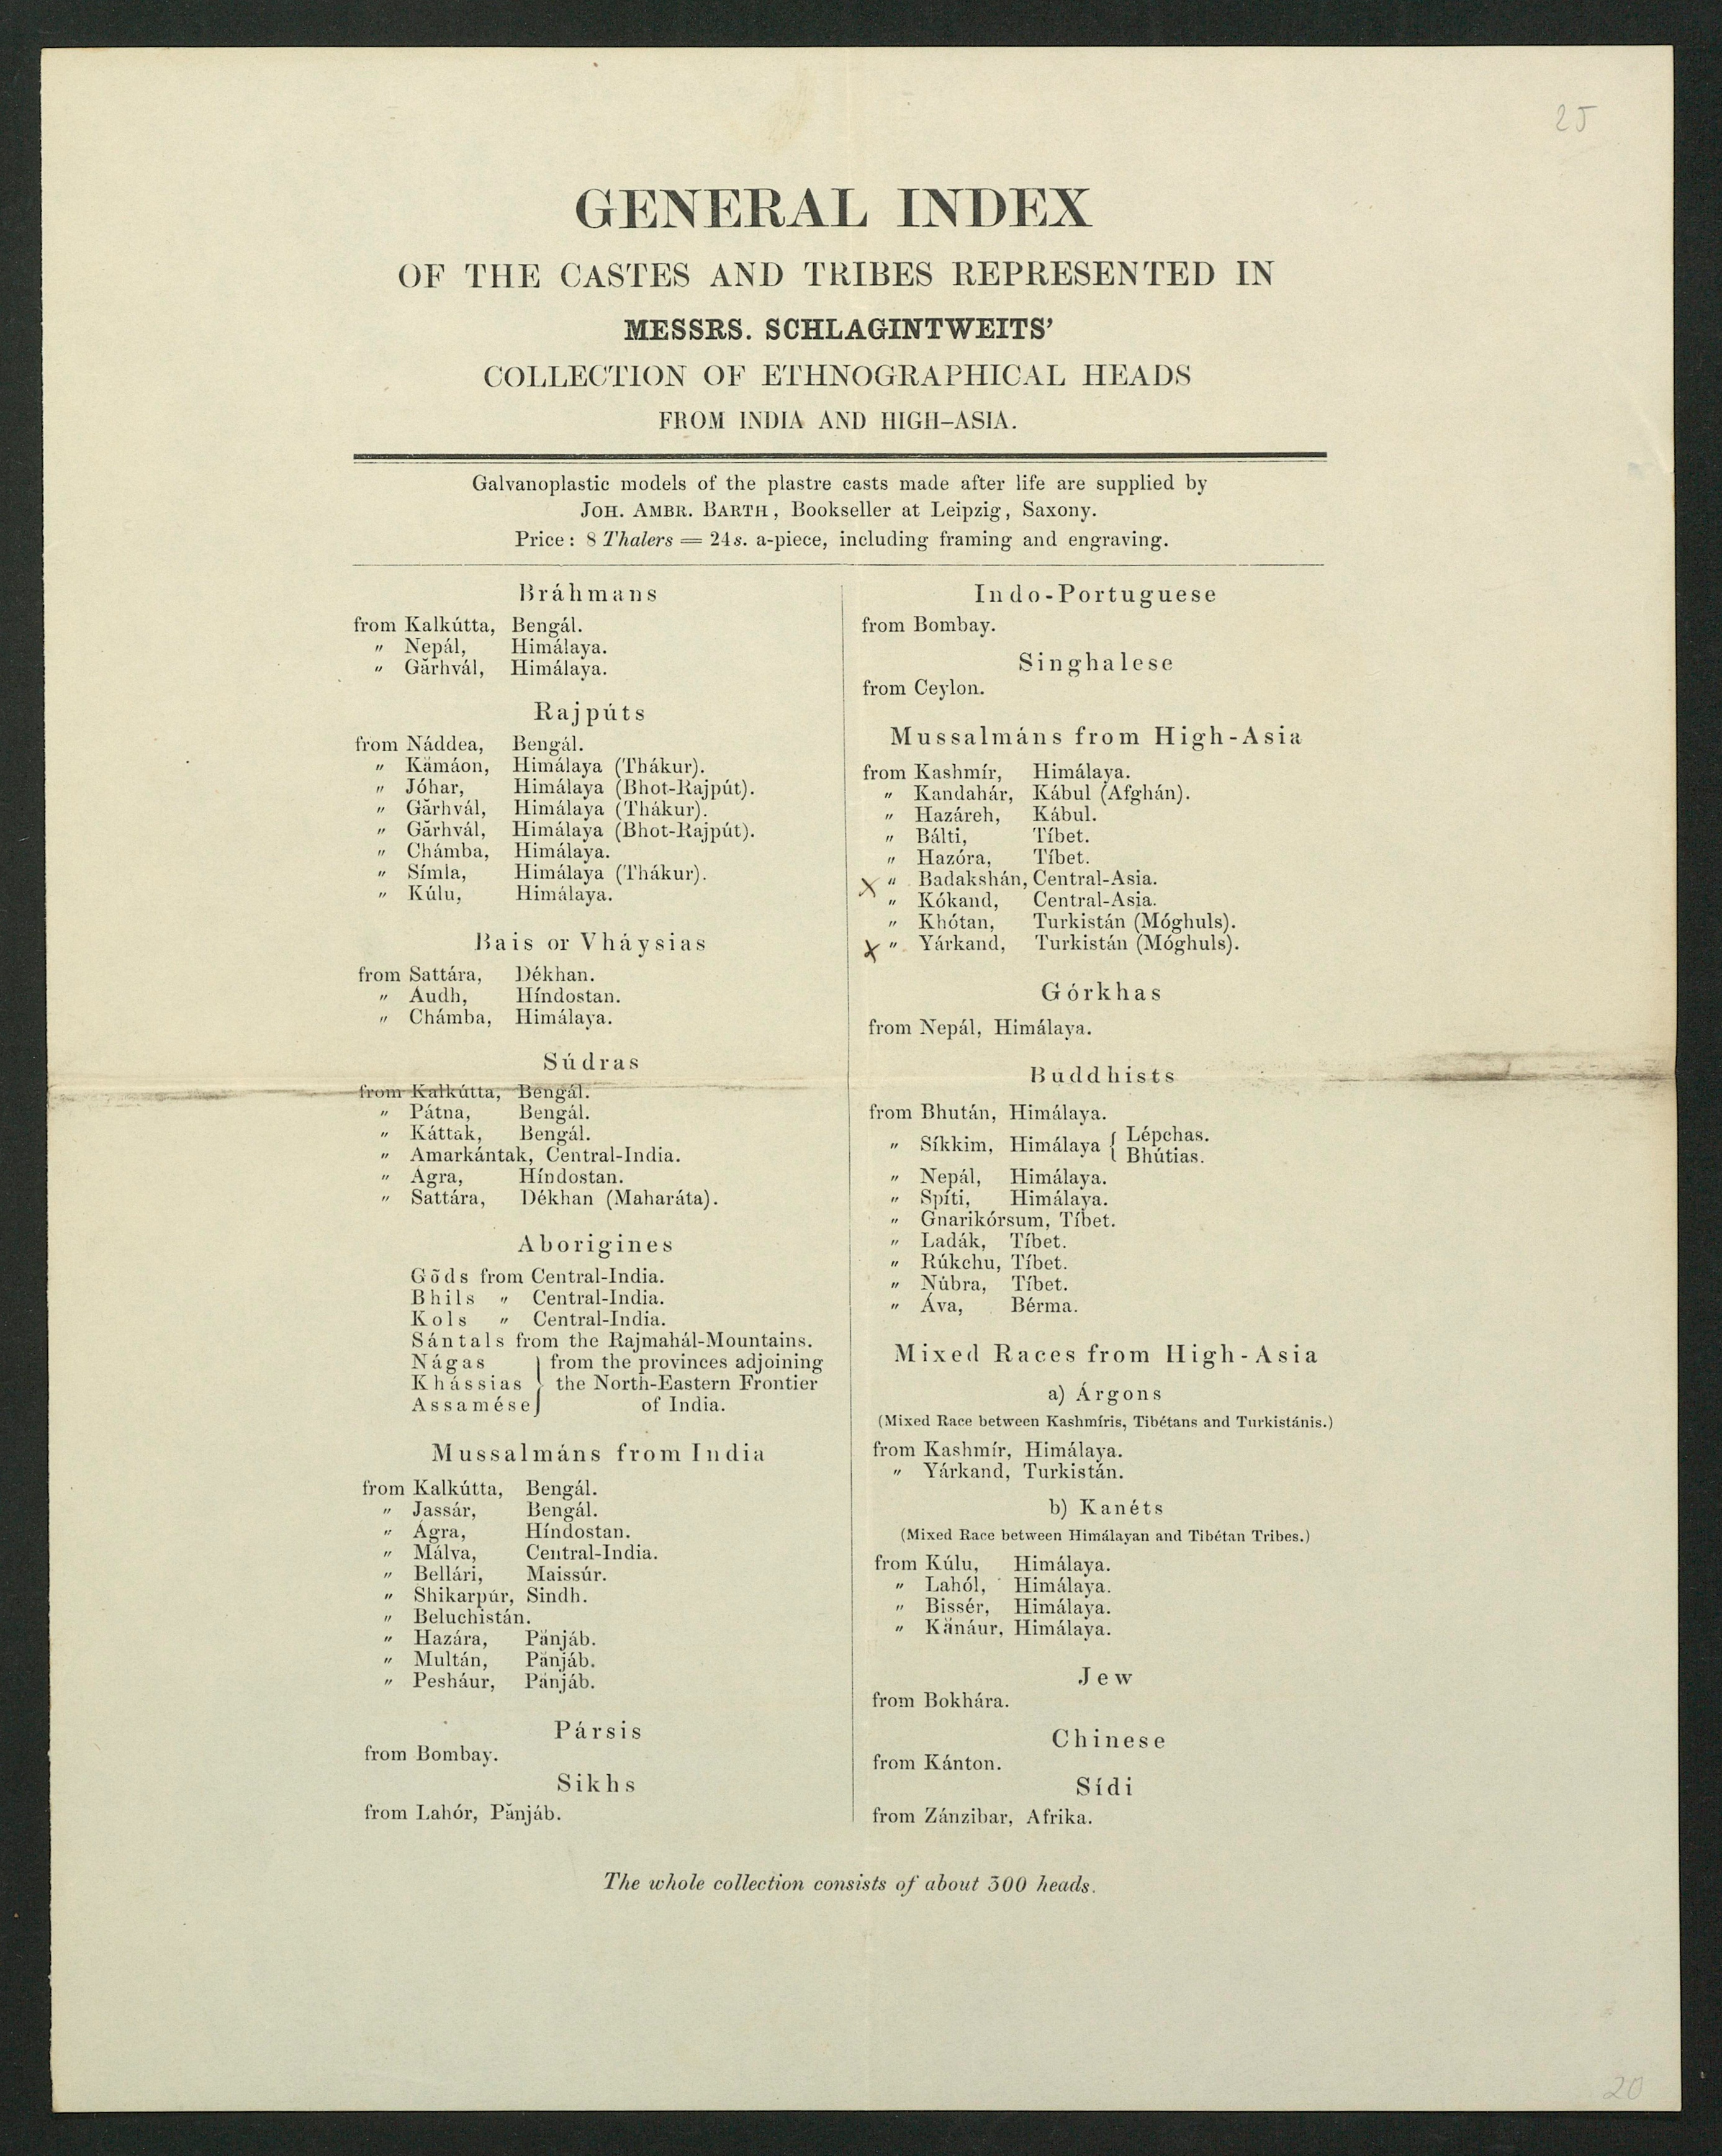 25
GENERAL INDEX
OF THE CASTES AND TRIBES REPRESENTED IN
MESSRS. SCHLAGINTWEITS'
COLLECTION OF ETHNOGRAPHICAL HEADS
FROM INDIA AND HIGH-ASIA.
Galvanoplastic models of the plastre casts made after life are supplied by
JOH. AMBR. BARTH, Bookseller at Leipzig, Saxony.
Price: 8 Thalers = 24s. a-piece, including framing and engraving.
Bráhmans
from Kalkútta, Bengál.
" Nepál, Himálaya.
" Gărhvál, Himálaya.
Rajpúts
from Náddea, Bengál.
" Kămáon, Himálaya (Thákur).
" Jóhar, Himálaya (Bhot-Rajpút).
" Gărhvál, Himálaya (Thákur).
" Gărhvál, Himálaya (Bhot-Rajpút).
" Chámba, Himálaya.
" Símla, Himálaya (Thákur).
" Kúlu, Himálaya.
Bais or Vháysias
from Sattára, Dékhan.
" Audh, Híndostan.
" Chámba, Himálaya.
Súdras
from Kalkútta, Bengál.
" Pátna, Bengál.
" Káttak, Bengál.
" Amarkántak, Central-India.
" Agra, Híndostan.
" Sattára, Dékhan (Maharáta).
Aborigines
Gōds from Central-India.
Bhils " Central-India.
Kols " Central-India.
Sántals from the Rajmahál-Mountains.
Nágas } from the provinces adjoining
Khássias } the North-Eastern Frontier
Assamése } of India.
Mussalmáns from India
from Kalkútta, Bengál.
" Jassár, Bengál.
" Ágra, Híndostan.
" Málva, Central-India.
" Bellári, Maissúr.
" Shikarpúr, Sindh.
" Beluchistán.
" Hazára, Pănjáb.
" Multán, Pănjáb.
" Pesháur, Pănjáb.
Pársis
from Bombay.
Sikhs
from Lahór, Pănjáb.
Indo-Portuguese
from Bombay.
Singhalese
from Ceylon.
Mussalmáns from High-Asia
from Kashmír, Himálaya.
" Kandahár, Kábul (Afghán).
" Hazáreh, Kábul.
" Bálti, Tíbet.
" Hazóra, Tíbet.
x " Badakshán, Central-Asia.
" Kókand, Central-Asia.
" Khótan, Turkistán (Móghuls).
x " Yárkand, Turkistán (Móghuls).
Górkhas
from Nepál, Himálaya.
Buddhists
from Bhután, Himálaya.
" Síkkim, Himálaya { Lépchas.
Bhútias.
" Nepál, Himálaya.
" Spíti, Himálaya.
" Gnarikórsum, Tíbet.
" Ladák, Tíbet.
" Rúkchu, Tíbet.
" Núbra, Tíbet.
" Áva, Bérma.
Mixed Races from High-Asia
a) Árgons
(Mixed Race between Kashmíris, Tibétans and Turkistánis.)
from Kashmír, Himálaya.
" Yárkand, Turkistán.
b) Kanéts
(Mixed Race between Himálayan and Tibétan Tribes.)
from Kúlu, Himálaya.
" Lahól, Himálaya.
" Bissér, Himálaya.
" Kănáur, Himálaya.
Jew
from Bokhára.
Chinese
from Kánton.
Sídi
from Zánzibar, Afrika.
The whole collection consists of about 300 heads.
20